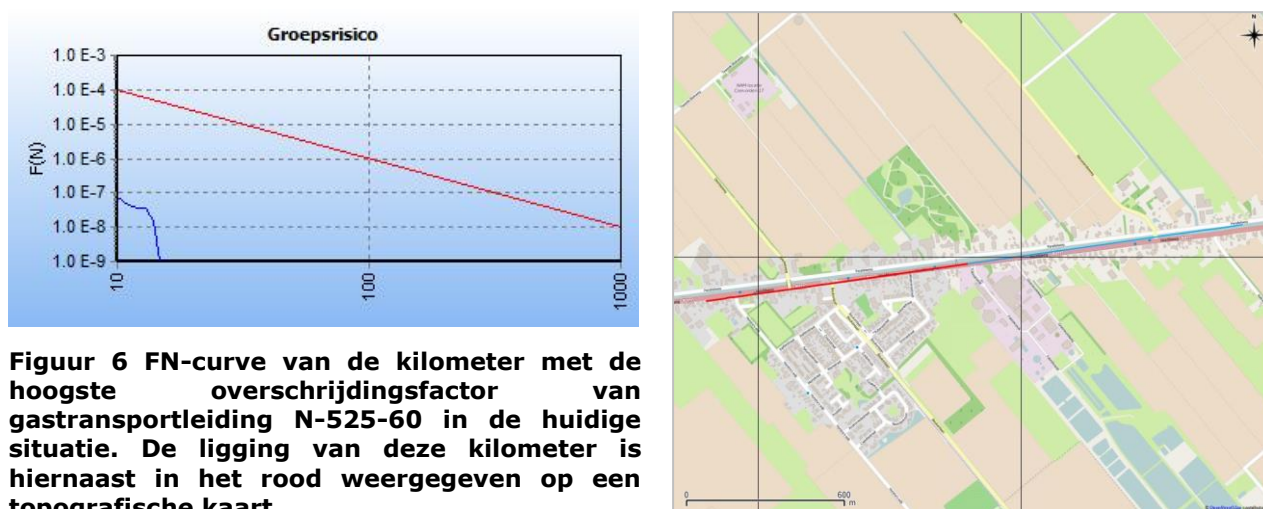 Groepsrisico
1.0 E-3
1.0 E-4
1.0 E-5
1.0 E-6
1.0 E-7
1.0 E-8
1.0 E-9
F(N)
10
100
1000
Figuur 6 FN-curve van de kilometer met de
hoogste overschrijdingsfactor van
gastransportleiding N-525-60 in de huidige
situatie. De ligging van deze kilometer is
hiernaast in het rood weergegeven op een
topografische kaart
N
0
600
m